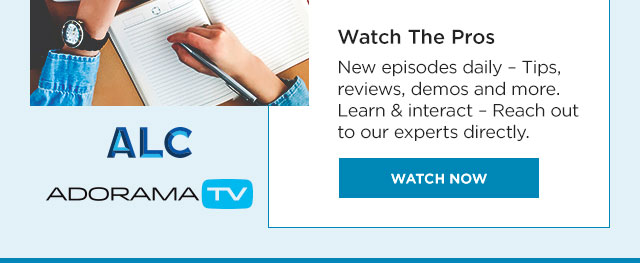 Watch The Pros
New episodes daily – Tips,
reviews, demos and more.
Learn & interact – Reach out
to our experts directly.
WATCH NOW
ALC
ADORAMA TV